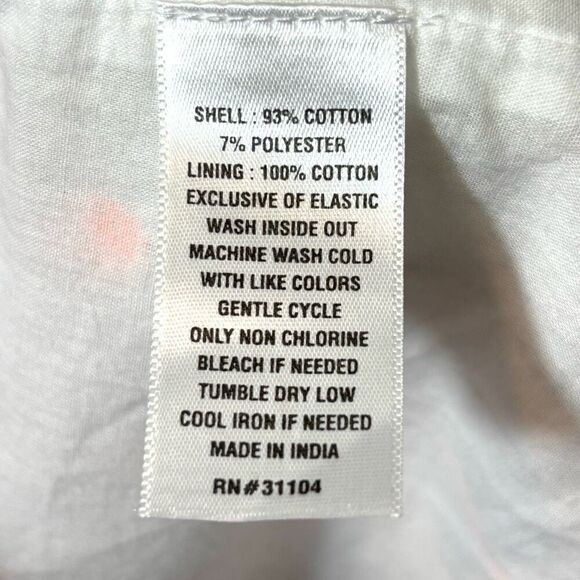 SHELL : 93% COTTON
7% POLYESTER
LINING : 100% COTTON
EXCLUSIVE OF ELASTIC
WASH INSIDE OUT
MACHINE WASH COLD
WITH LIKE COLORS
GENTLE CYCLE
ONLY NON CHLORINE
BLEACH IF NEEDED
TUMBLE DRY LOW
COOL IRON IF NEEDED
MADE IN INDIA
RN#31104